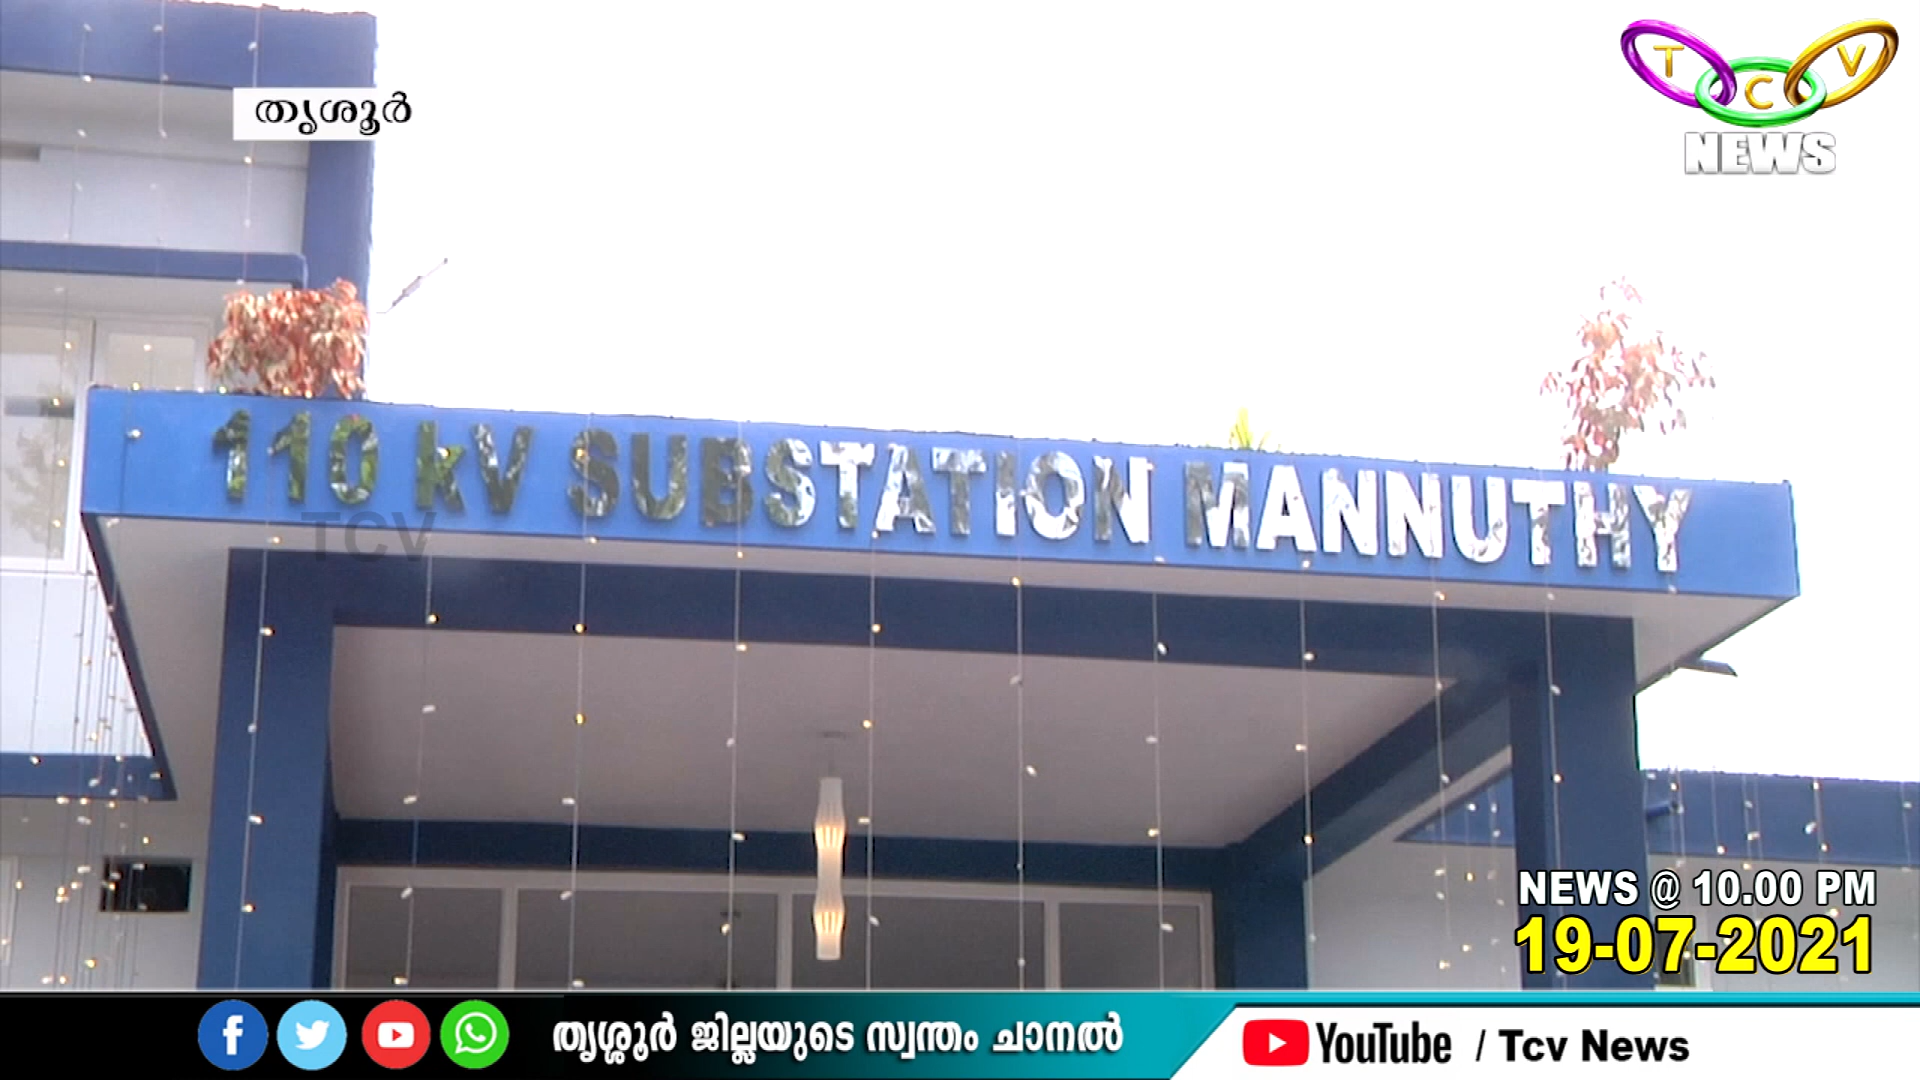 തൃശൂർ
T C V
NEWS
110 kV SUBSTATION MANNUTHY
TCV
NEWS @ 10.00 PM
19-07-2021
തൃശ്ശൂർ ജില്ലയുടെ സ്വന്തം ചാനൽ
YouTube / Tcv News